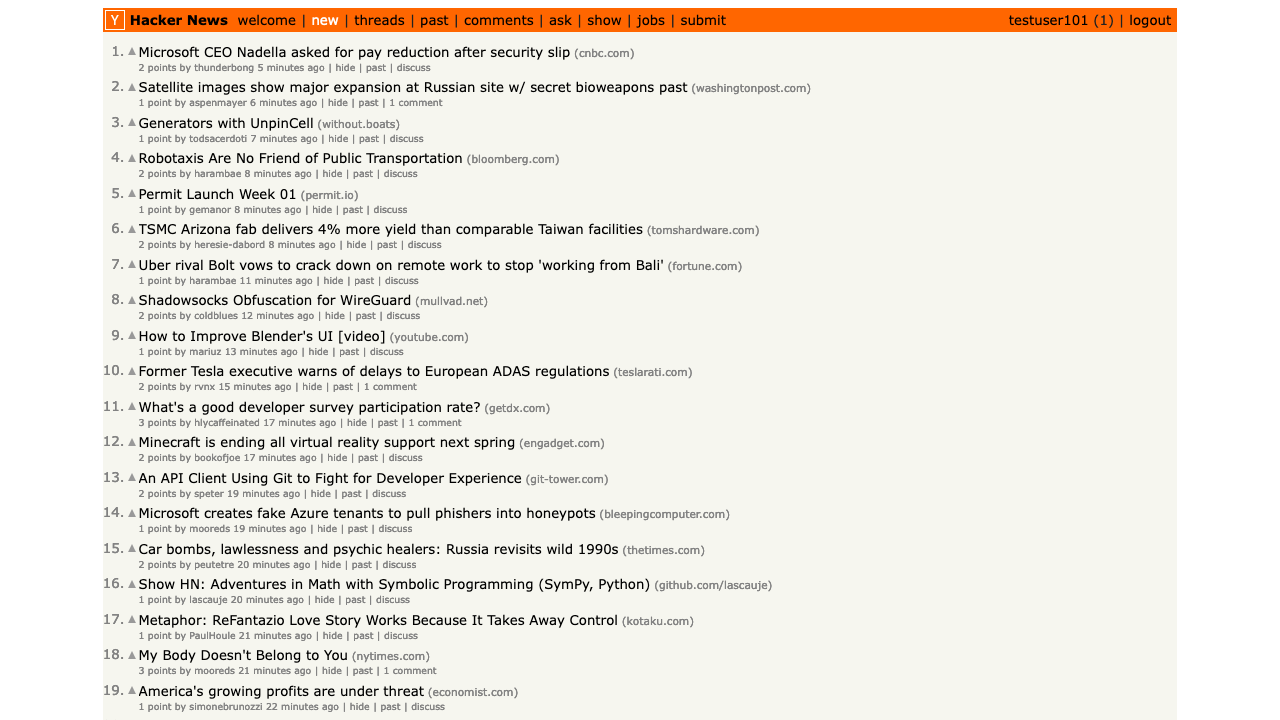 Y Hacker News welcome | new | threads | past | comments | ask | show | jobs | submit testuser101 (1) | logout
1. Microsoft CEO Nadella asked for pay reduction after security slip (cnbc.com)
2 points by thunderbong 5 minutes ago | hide | past | discuss
2. Satellite images show major expansion at Russian site w/ secret bioweapons past (washingtonpost.com)
1 point by aspenmayer 6 minutes ago | hide | past | 1 comment
3. Generators with UnpinCell (without.boats)
1 point by todsacerdoti 7 minutes ago | hide | past | discuss
4. Robotaxis Are No Friend of Public Transportation (bloomberg.com)
2 points by harambae 8 minutes ago | hide | past | discuss
5. Permit Launch Week 01 (permit.io)
1 point by gemanor 8 minutes ago | hide | past | discuss
6. TSMC Arizona fab delivers 4% more yield than comparable Taiwan facilities (tomshardware.com)
2 points by heresie-dabord 8 minutes ago | hide | past | discuss
7. Uber rival Bolt vows to crack down on remote work to stop 'working from Bali' (fortune.com)
1 point by harambae 11 minutes ago | hide | past | discuss
8. Shadowsocks Obfuscation for WireGuard (mullvad.net)
2 points by coldblues 12 minutes ago | hide | past | discuss
9. How to Improve Blender's UI [video] (youtube.com)
1 point by mariuz 13 minutes ago | hide | past | discuss
10. Former Tesla executive warns of delays to European ADAS regulations (teslarati.com)
2 points by rvnx 15 minutes ago | hide | past | 1 comment
11. What's a good developer survey participation rate? (getdx.com)
3 points by hlycaffeinated 17 minutes ago | hide | past | 1 comment
12. Minecraft is ending all virtual reality support next spring (engadget.com)
2 points by bookofjoe 17 minutes ago | hide | past | discuss
13. An API Client Using Git to Fight for Developer Experience (git-tower.com)
2 points by speter 19 minutes ago | hide | past | discuss
14. Microsoft creates fake Azure tenants to pull phishers into honeypots (bleepingcomputer.com)
1 point by mooreds 19 minutes ago | hide | past | discuss
15. Car bombs, lawlessness and psychic healers: Russia revisits wild 1990s (thetimes.com)
2 points by peutetre 20 minutes ago | hide | past | discuss
16. Show HN: Adventures in Math with Symbolic Programming (SymPy, Python) (github.com/lascauje)
1 point by lascauje 20 minutes ago | hide | past | discuss
17. Metaphor: ReFantazio Love Story Works Because It Takes Away Control (kotaku.com)
1 point by PaulHoule 21 minutes ago | hide | past | discuss
18. My Body Doesn't Belong to You (nytimes.com)
3 points by mooreds 21 minutes ago | hide | past | 1 comment
19. America's growing profits are under threat (economist.com)
1 point by simonebrunozzi 22 minutes ago | hide | past | discuss